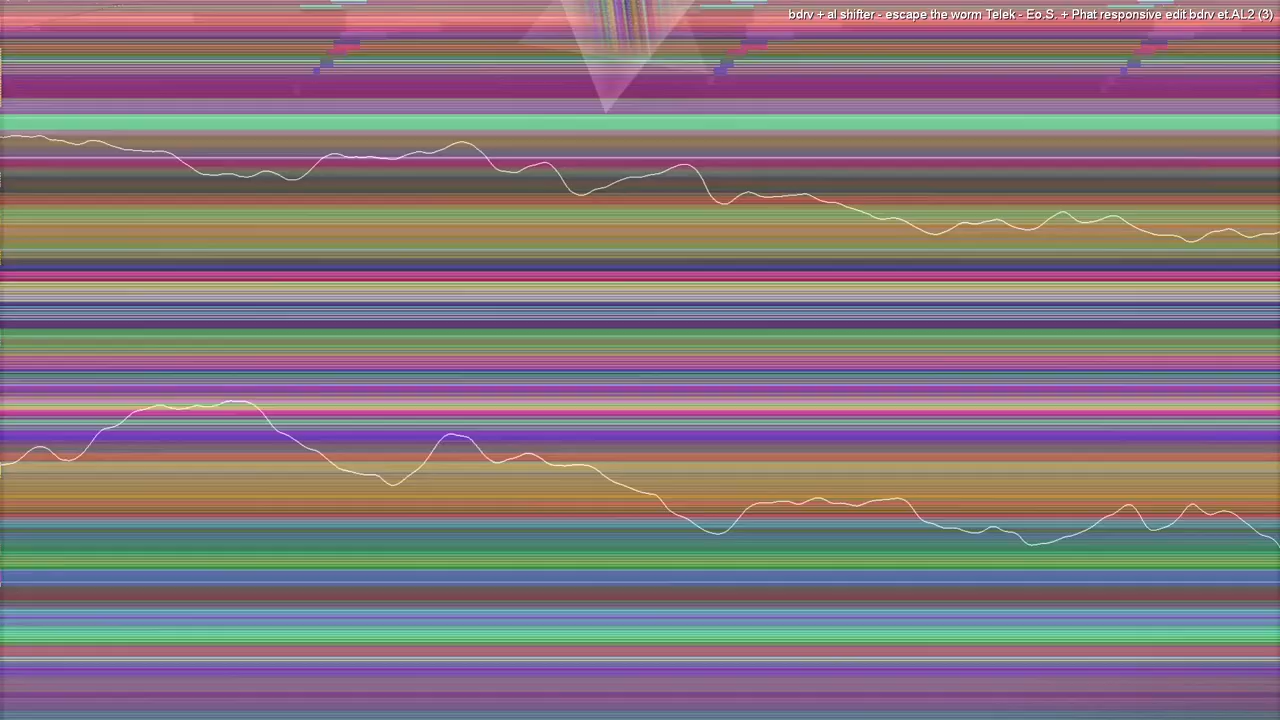 bdrv + al shifter - escape the worm Telek - Eo.S. + Phat responsive edit bdrv et.AL2 (3)